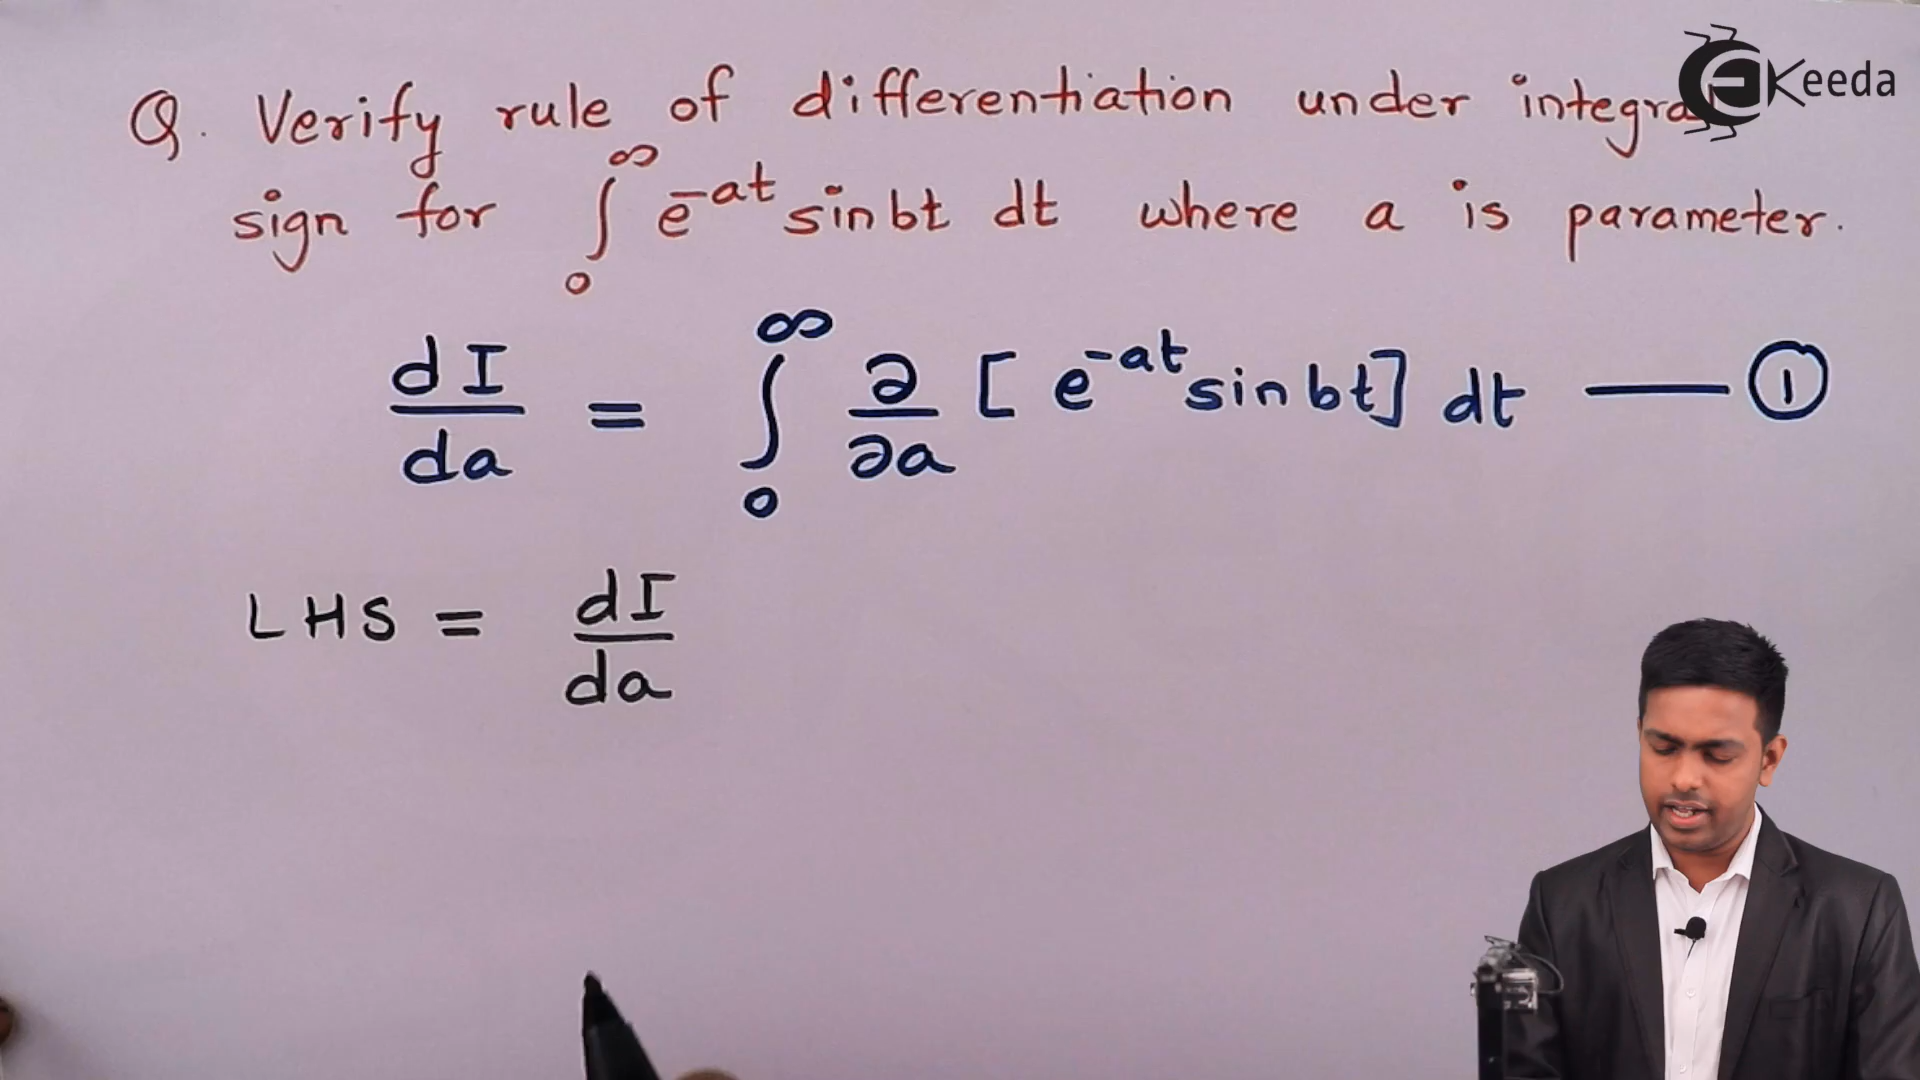 Q. Verify rule of differentiation under integral
sign for ∫₀^∞ e^-at sin bt dt where a is parameter.
dI/da = ∫₀^∞ ∂/∂a [e^-at sin bt] dt — ①
LHS = dI/da
EKeeda